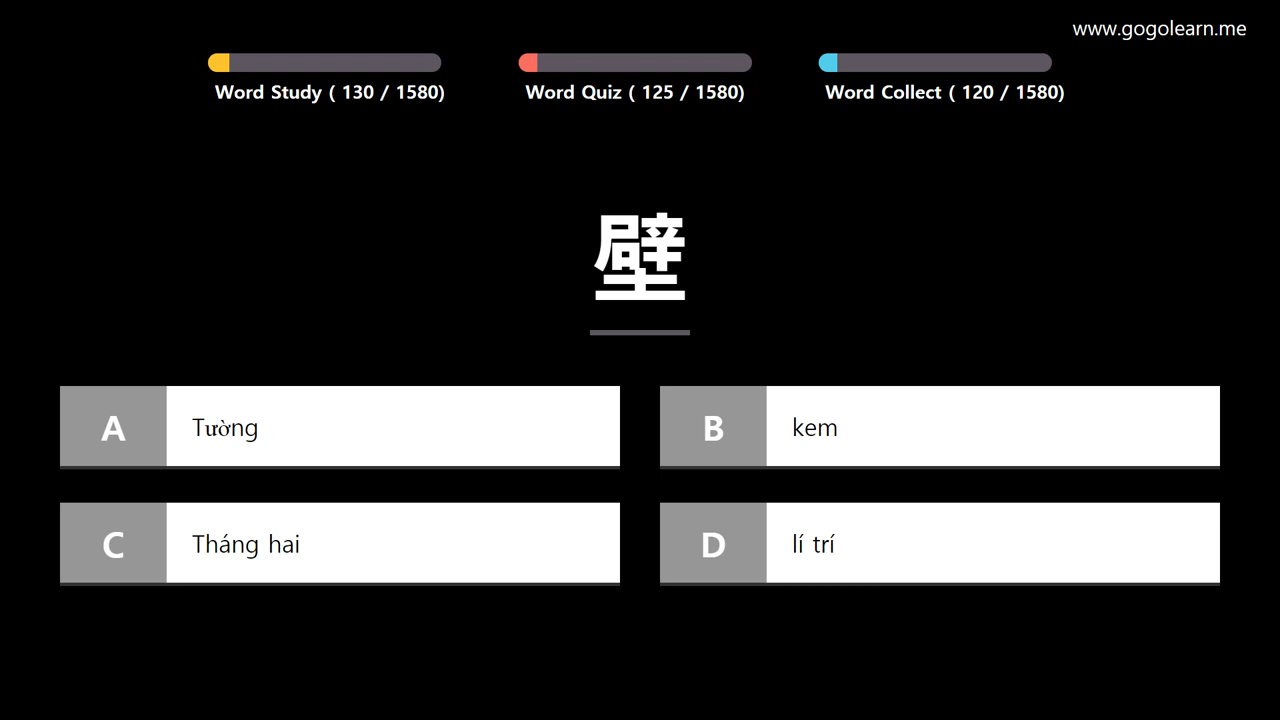 www.gogolearn.me
Word Study ( 130 / 1580)
Word Quiz ( 125 / 1580)
Word Collect ( 120 / 1580)
壁
A Tường
B kem
C Tháng hai
D lí trí